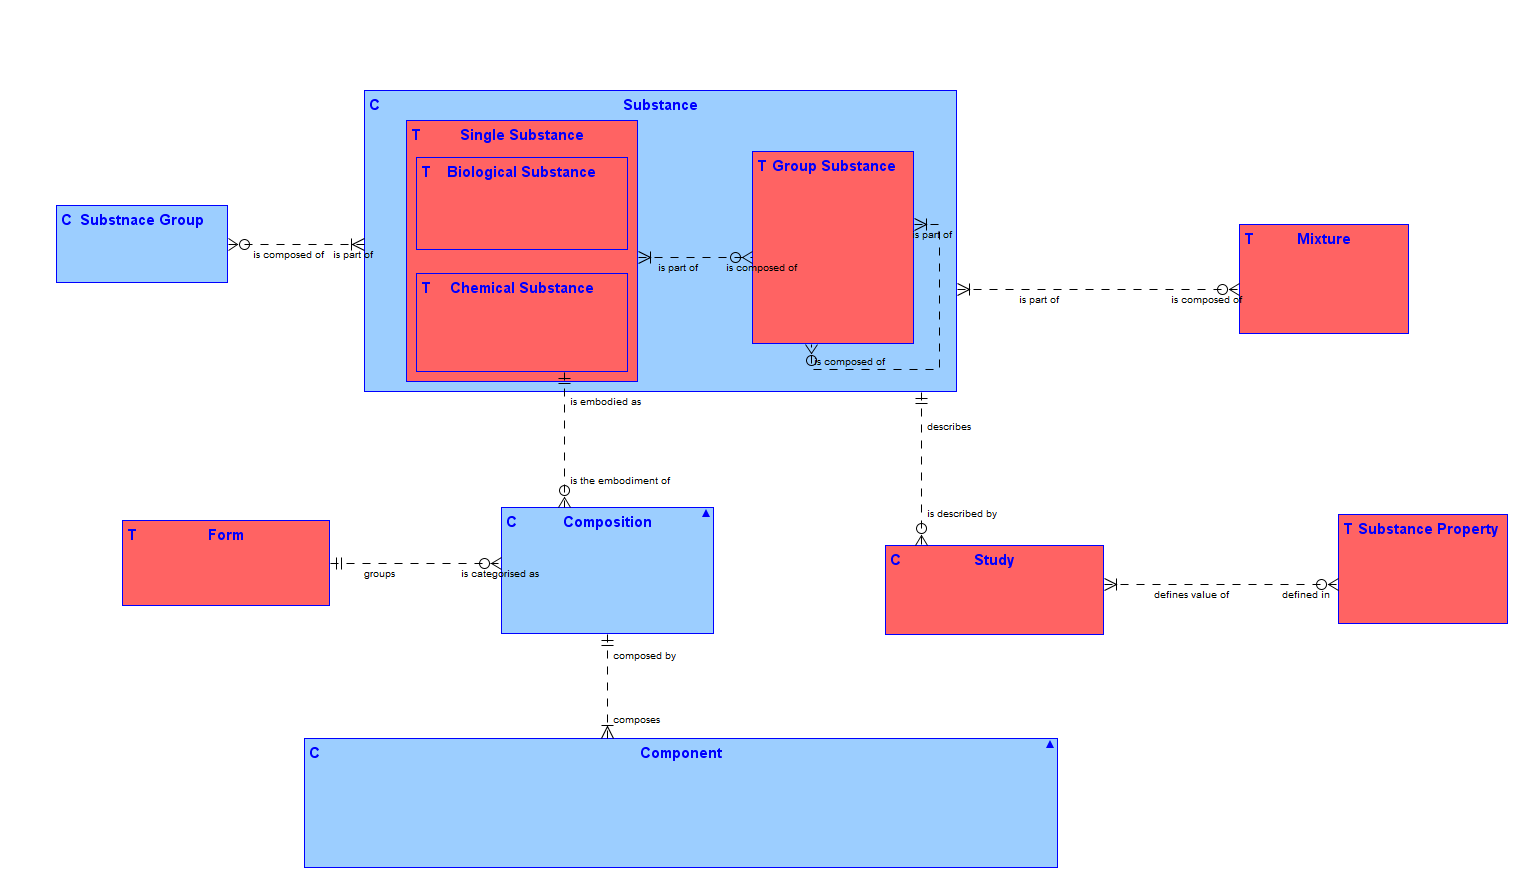 C Substance
T Single Substance
T Biological Substance
T Group Substance
C Substnace Group
is part of
T Mixture
is composed of is part of
is part of is composed of
T Chemical Substance
is part of is composed of
is composed of
is embodied as
describes
is the embodiment of
is described by
C Composition
T Form
T Substance Property
C Study
groups is categorised as
defines value of defined in
composed by
composes
C Component